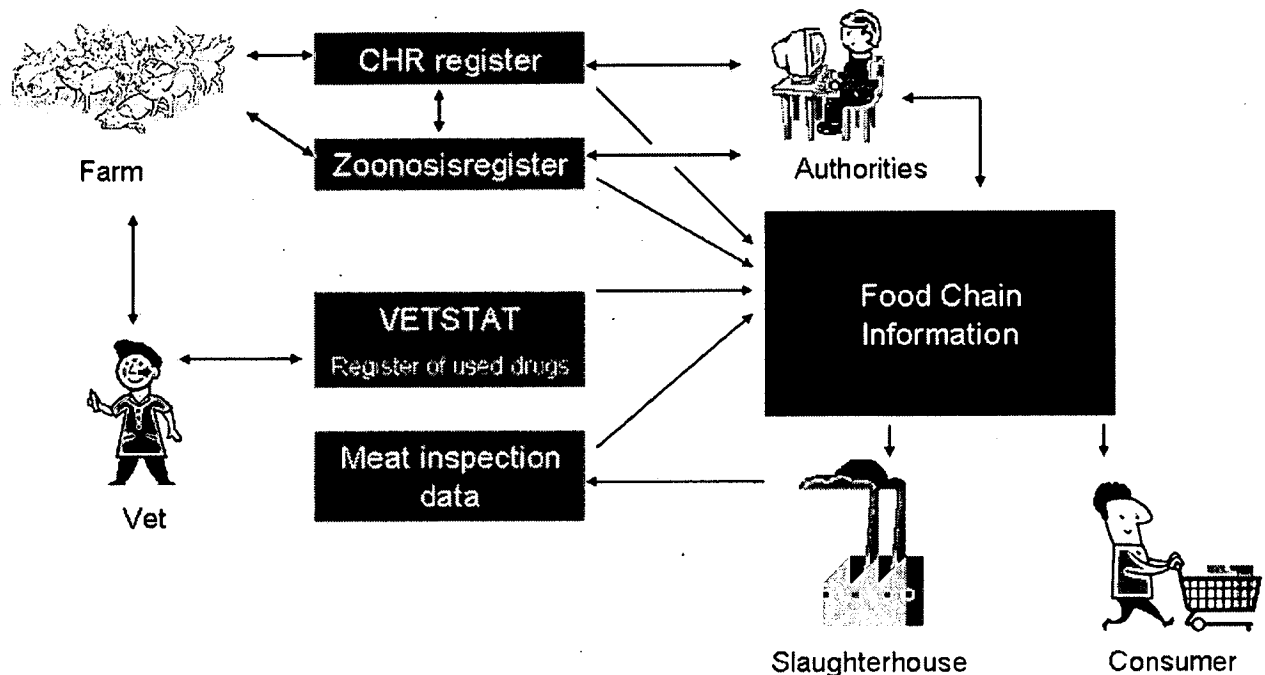 CHR register
Zoonosisregister
Farm
Authorities
VETSTAT
Register of used drugs
Food Chain
Information
Meat inspection
data
Vet
Slaughterhouse
Consumer